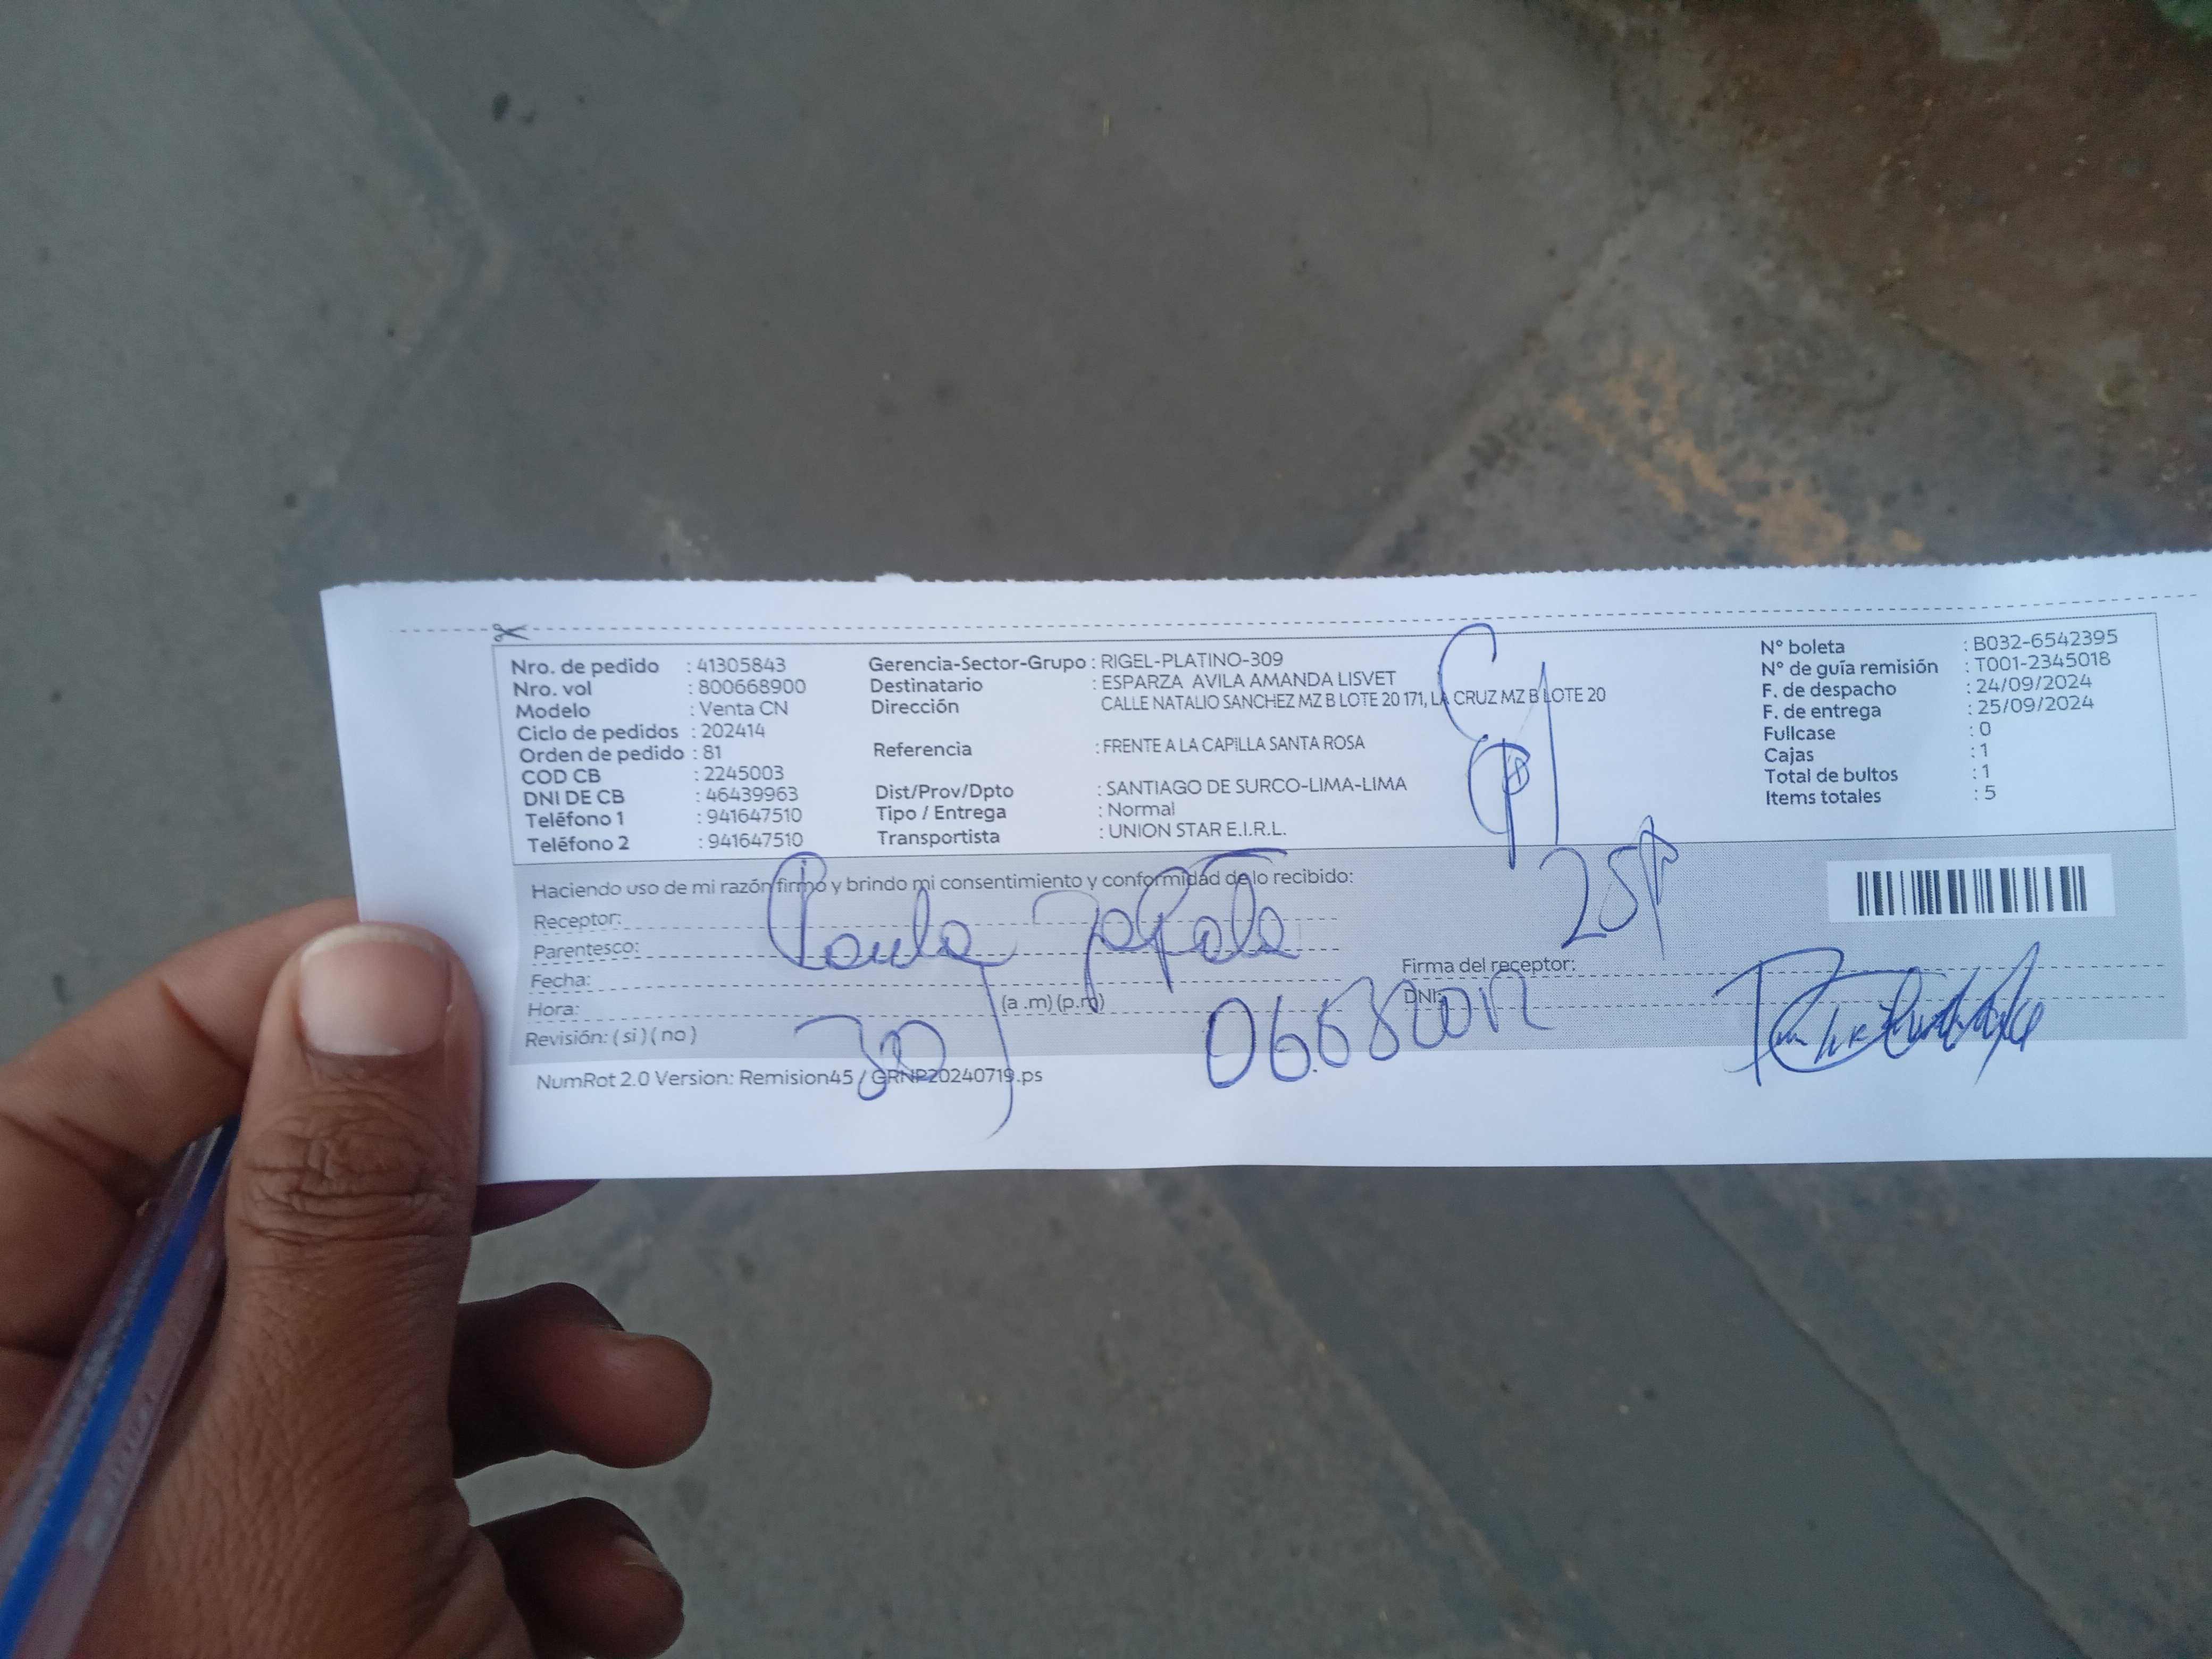 Nro. de pedido : 41305843
Nro. vol : 800668900
Modelo : Venta CN
Ciclo de pedidos : 202414
Orden de pedido : 81
COD CB : 2245003
DNI DE CB : 46439963
Teléfono 1 : 941647510
Teléfono 2 : 941647510
Gerencia-Sector-Grupo : RIGEL-PLATINO-309
Destinatario : ESPARZA AVILA AMANDA LISVET
Dirección CALLE NATALIO SANCHEZ MZ B LOTE 20 171, LA CRUZ MZ B LOTE 20
Referencia : FRENTE A LA CAPILLA SANTA ROSA
Dist/Prov/Dpto : SANTIAGO DE SURCO-LIMA-LIMA
Tipo / Entrega : Normal
Transportista : UNION STAR E.I.R.L.
N° boleta : B032-6542395
N° de guía remisión : T001-2345018
F. de despacho : 24/09/2024
F. de entrega : 25/09/2024
Fullcase : 0
Cajas : 1
Total de bultos : 1
Items totales : 5
Haciendo uso de mi razón firmo y brindo mi consentimiento y conformidad de lo recibido:
Receptor: Paula
Parentesco:
Fecha:
Hora: (a .m) (p.m)
Revisión: ( si ) ( no )
Firma del receptor:
DNI:
NumRot 2.0 Version: Remision45 / GRNP20240719.ps